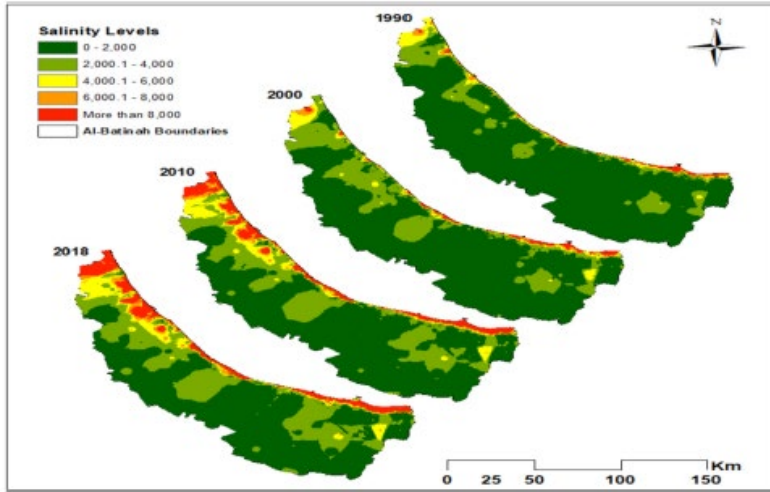 Salinity Levels
0 - 2,000
2,000.1 - 4,000
4,000.1 - 6,000
6,000.1 - 8,000
More than 8,000
Al-Batinah Boundaries
1990
N
2000
2010
2018
Km
0 25 50 100 150